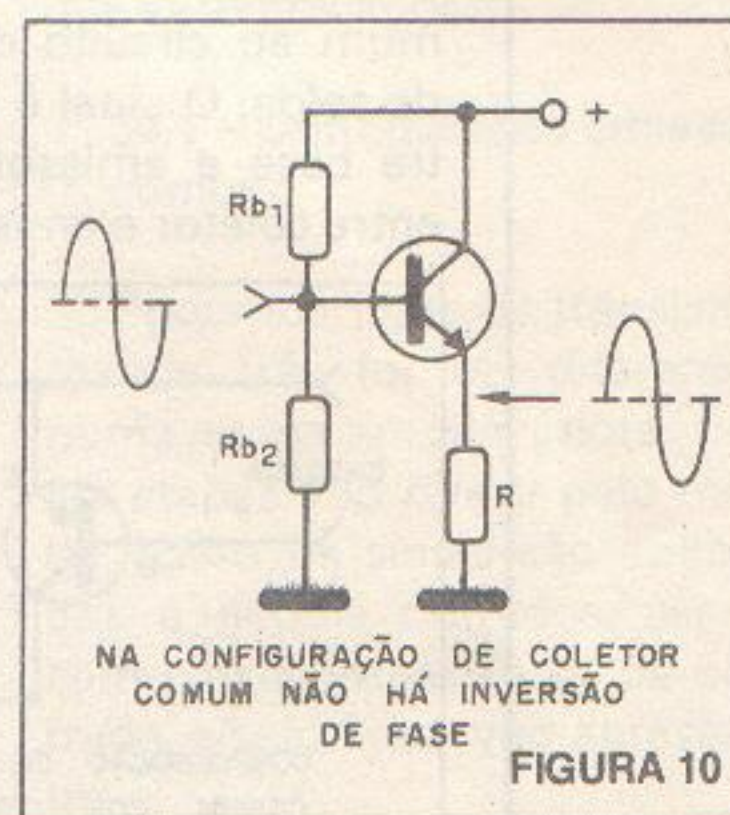 +
Rb1
Rb2
R
NA CONFIGURAÇÃO DE COLETOR
COMUM NÃO HÁ INVERSÃO
DE FASE
FIGURA 10